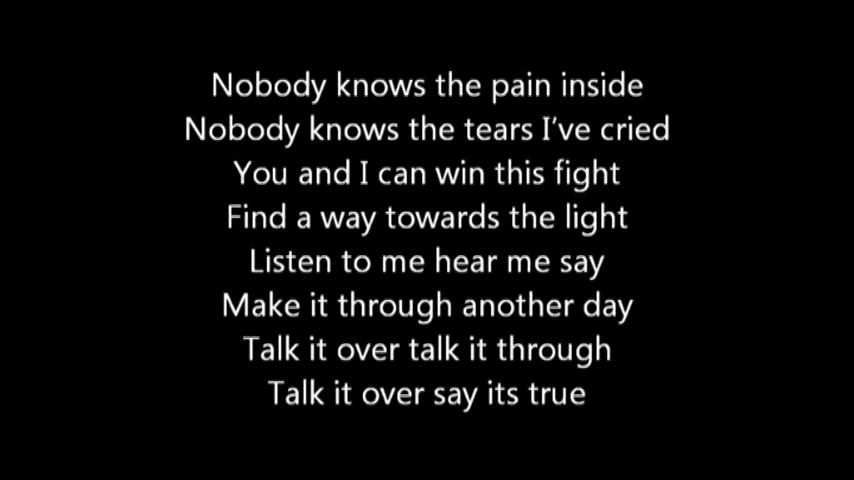 Nobody knows the pain inside
Nobody knows the tears I've cried
You and I can win this fight
Find a way towards the light
Listen to me hear me say
Make it through another day
Talk it over talk it through
Talk it over say its true